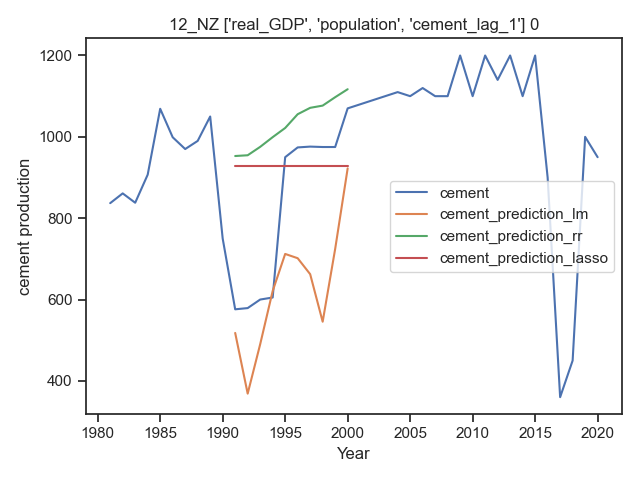 12_NZ ['real_GDP', 'population', 'cement_lag_1'] 0
1200
1000
800
600
400
cement production
cement
cement_prediction_lm
cement_prediction_rr
cement_prediction_lasso
1980 1985 1990 1995 2000 2005 2010 2015 2020
Year